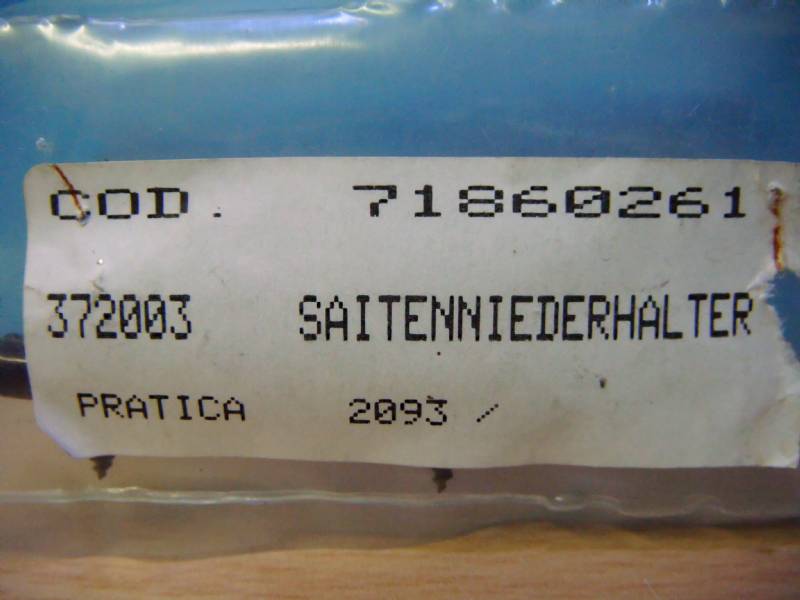 COD. 71860261
372003 SAITENNIEDERHALTER
PRATICA 2093 /